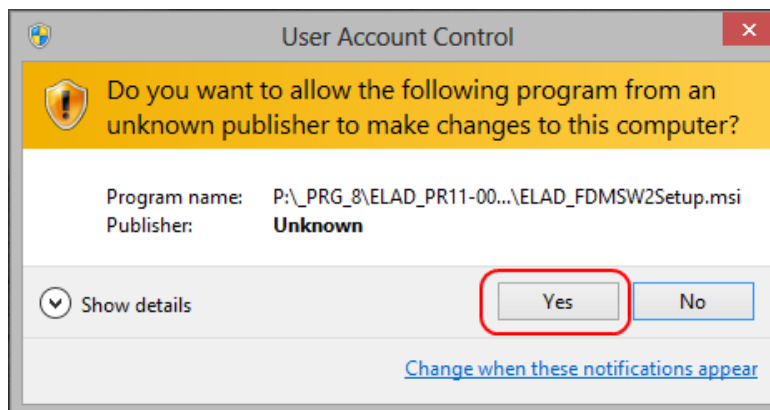 User Account Control
Do you want to allow the following program from an
unknown publisher to make changes to this computer?
Program name: P:\_PRG_8\ELAD_PR11-00...\ELAD_FDMSW2Setup.msi
Publisher: Unknown
Show details
Yes
No
Change when these notifications appear